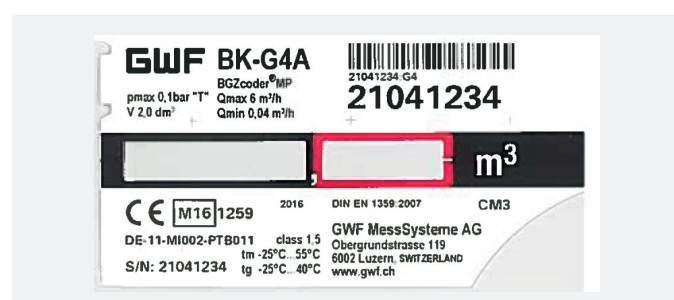 GWF BK-G4A
BGZcoder®MP
pmax 0,1bar "T" Qmax 6 m³/h
V 2,0 dm³ Qmin 0,04 m³/h
21041234 G4
21041234
, m³
CE M16 1259 2016 DIN EN 1359:2007 CM3
DE-11-MI002-PTB011 class 1,5
tm -25°C...55°C
S/N: 21041234 tg -25°C...40°C
GWF MessSysteme AG
Obergrundstrasse 119
6002 Luzern, SWITZERLAND
www.gwf.ch